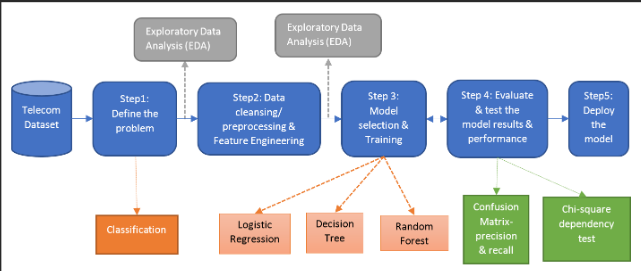 Exploratory Data
Analysis (EDA)
Exploratory Data
Analysis (EDA)
Telecom
Dataset
Step1:
Define the
problem
Step2: Data
cleansing/
preprocessing &
Feature Engineering
Step 3:
Model
selection &
Training
Step 4: Evaluate
& test the
model results &
performance
Step5:
Deploy
the
model
Classification
Logistic
Regression
Decision
Tree
Random
Forest
Confusion
Matrix-
precision
& recall
Chi-square
dependency
test